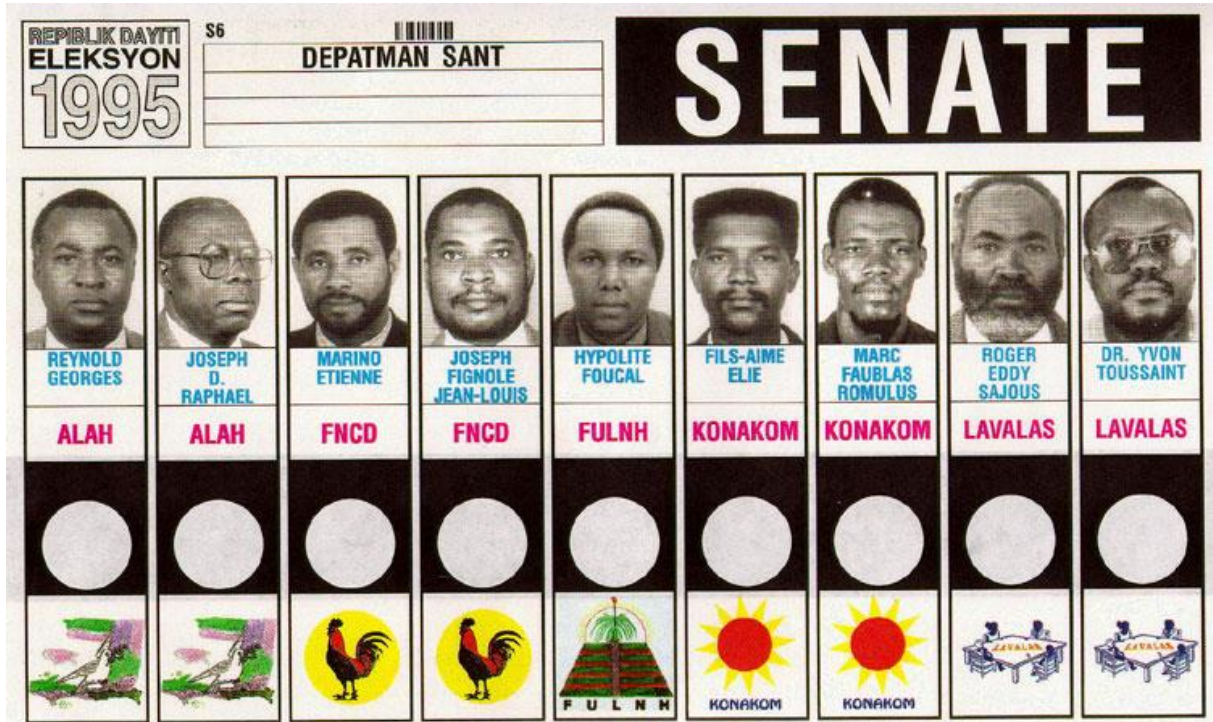 REPIBLIK DAYITI
ELEKSYON
1995
S6
DEPATMAN SANT
SENATE
REYNOLD
GEORGES
ALAH
JOSEPH
D.
RAPHAEL
ALAH
MARINO
ETIENNE
FNCD
JOSEPH
FIGNOLE
JEAN-LOUIS
FNCD
HYPOLITE
FOUCAL
FULNH
FULNH
FILS-AIME
ELIE
KONAKOM
KONAKOM
MARC
FAUBLAS
ROMULUS
KONAKOM
KONAKOM
ROGER
EDDY
SAJOUS
LAVALAS
LAVALAS
DR. YVON
TOUSSAINT
LAVALAS
LAVALAS